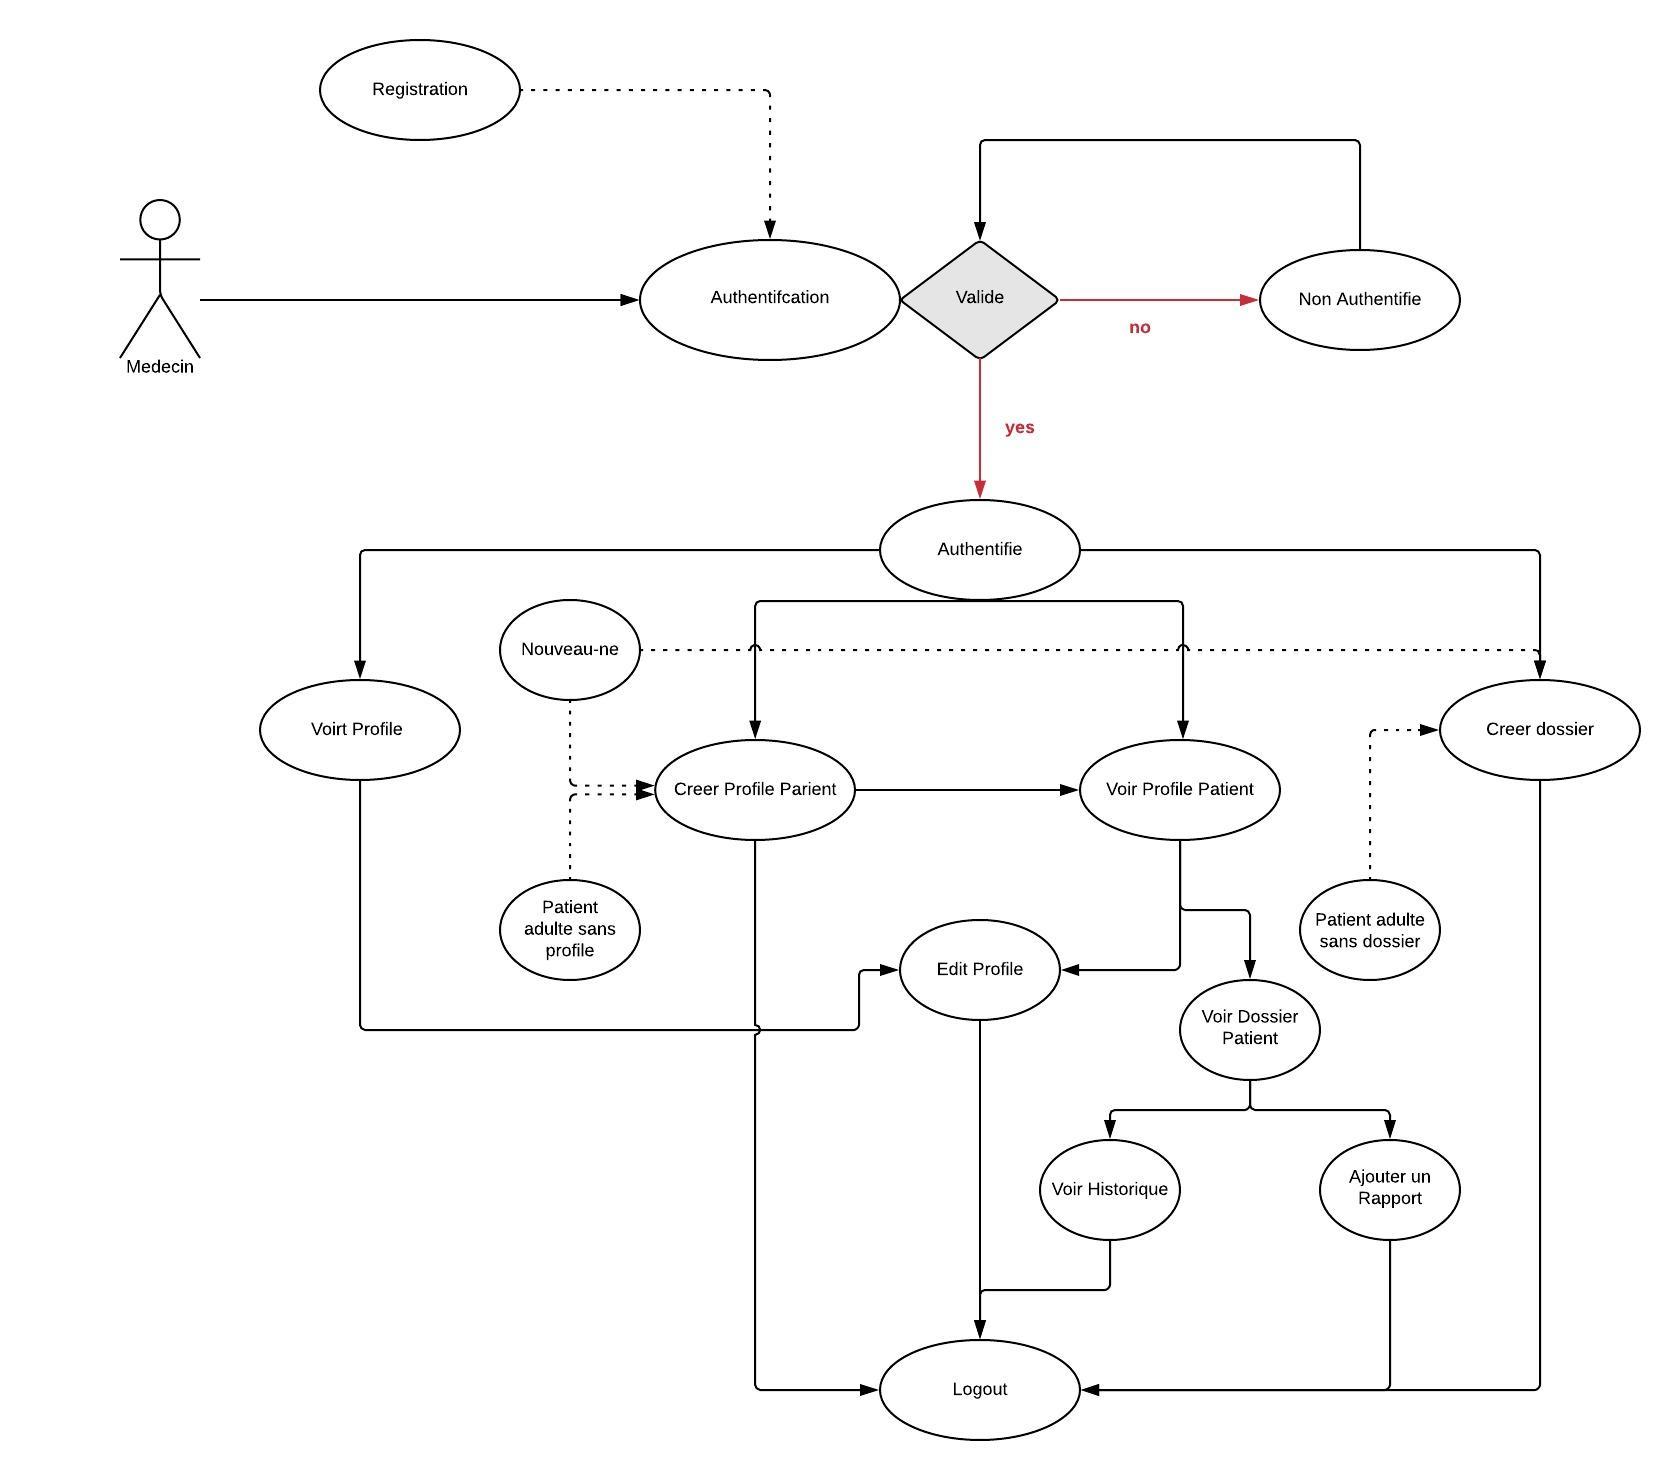 Registration
Authentifcation
Valide
Non Authentifie
no
Medecin
yes
Authentifie
Nouveau-ne
Voirt Profile
Creer dossier
Creer Profile Parient
Voir Profile Patient
Patient
adulte sans
profile
Patient adulte
sans dossier
Edit Profile
Voir Dossier
Patient
Voir Historique
Ajouter un
Rapport
Logout